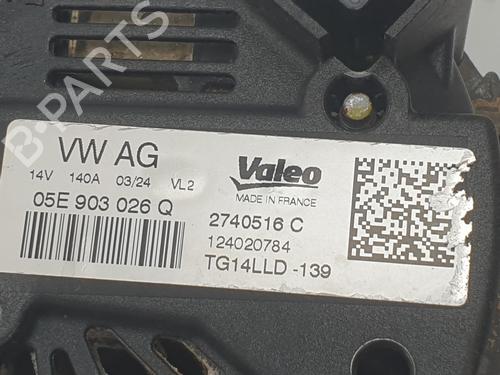 B-PARTS
VW AG
14V 140A 03/24 VL2
05E 903 026 Q
Valeo
MADE IN FRANCE
2740516 C
124020784
TG14LLD -139